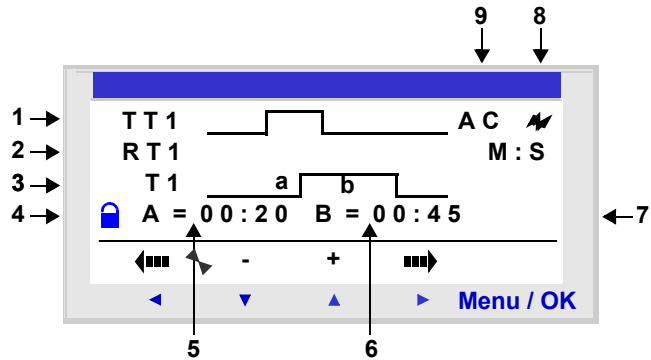 9 8
1 TT1 AC
2 RT1 M:S
3 T1 a b
4 A = 00:20 B = 00:45 7
- +
Menu / OK
5 6